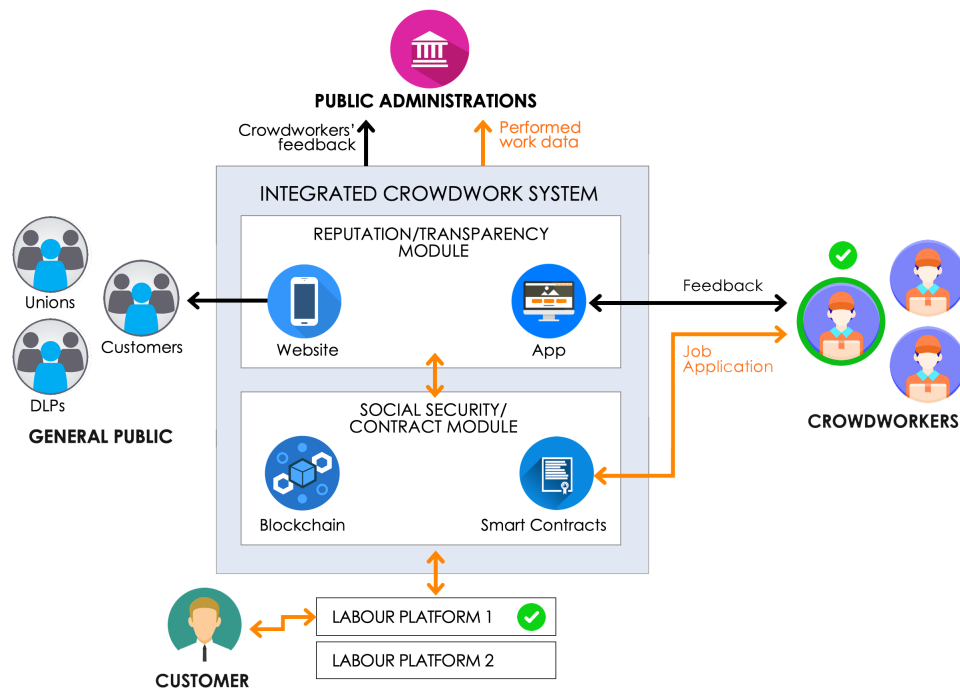 PUBLIC ADMINISTRATIONS
Crowdworkers'
feedback
Performed
work data
INTEGRATED CROWDWORK SYSTEM
REPUTATION/TRANSPARENCY
MODULE
Website
App
Unions
Customers
DLPs
GENERAL PUBLIC
Feedback
Job
Application
CROWDWORKERS
SOCIAL SECURITY/
CONTRACT MODULE
Blockchain
Smart Contracts
LABOUR PLATFORM 1
LABOUR PLATFORM 2
CUSTOMER